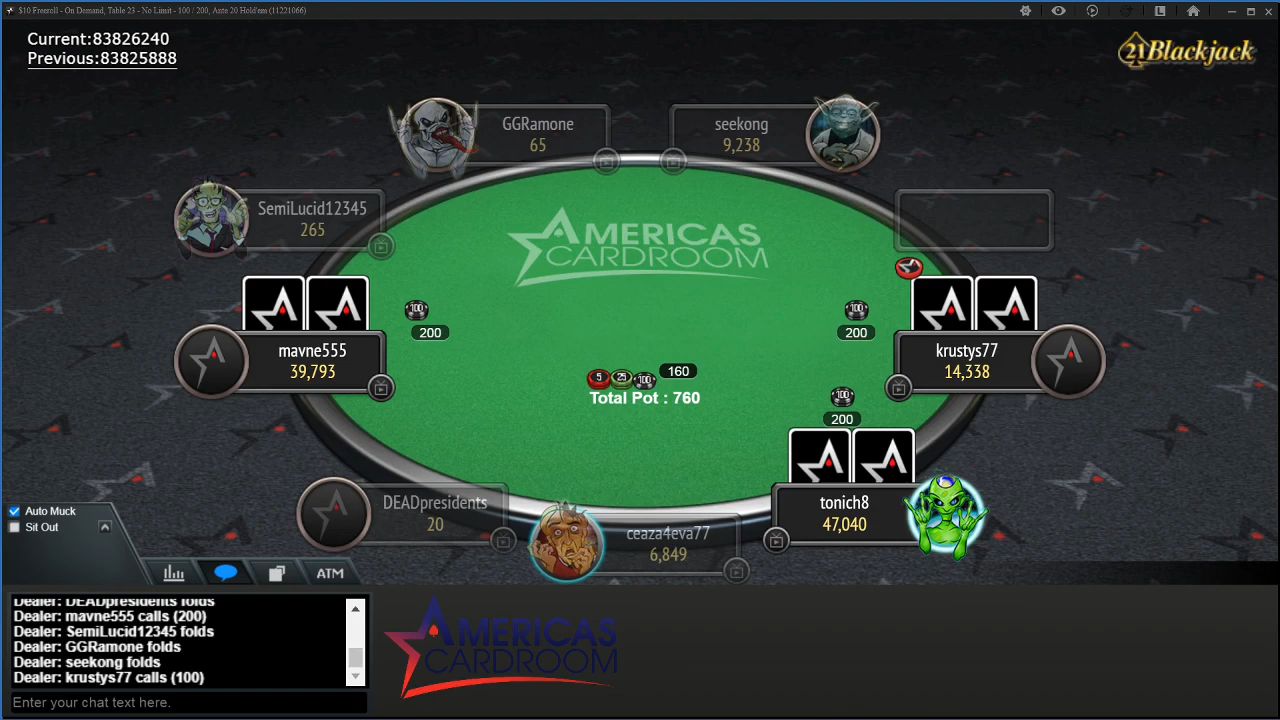 $10 Freeroll - On Demand, Table 23 - No Limit - 100 / 200, Ante 20 Hold'em (11221066)
L
Current:83826240
Previous:83825888
21Blackjack
GGRamone
65
seekong
9,238
SemiLucid12345
265
AMERICAS
CARDROOM
100
200
100
200
mavne555
39,793
krustys77
14,338
5
25
100
160
Total Pot : 760
100
200
DEADpresidents
20
ceaza4eva77
6,849
tonich8
47,040
Auto Muck
Sit Out
ATM
Dealer: DEADpresidents folds
Dealer: mavne555 calls (200)
Dealer: SemiLucid12345 folds
Dealer: GGRamone folds
Dealer: seekong folds
Dealer: krustys77 calls (100)
Enter your chat text here.
AMERICAS
CARDROOM